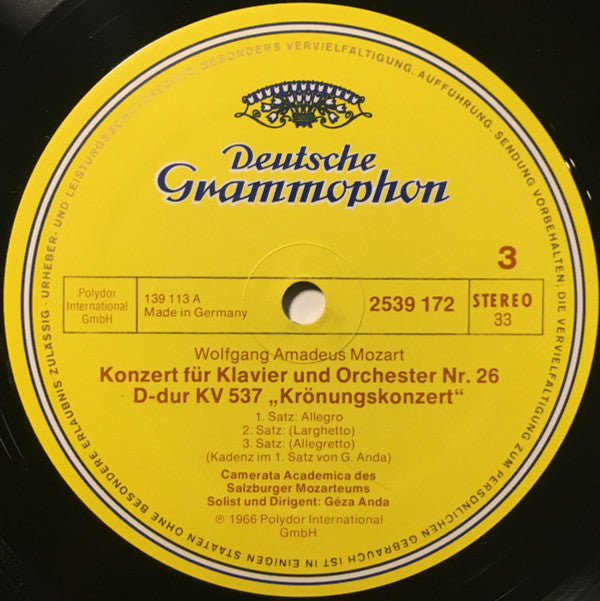 Deutsche
Grammophon
3
Polydor
International
GmbH
139 113 A
Made in Germany
2539 172
STEREO
33
Wolfgang Amadeus Mozart
Konzert für Klavier und Orchester Nr. 26
D-dur KV 537 „Krönungskonzert“
1. Satz: Allegro
2. Satz: (Larghetto)
3. Satz: (Allegretto)
(Kadenz im 1. Satz von G. Anda)
Camerata Academica des
Salzburger Mozarteums
Solist und Dirigent: Géza Anda
℗ 1966 Polydor International
GmbH
URHEBER- UND LEISTUNGSSCHUTZRECHTE BESONDERS VERVIELFÄLTIGUNG, AUFFÜHRUNG, SENDUNG VORBEHALTEN, DIE VERVIELFÄLTIGUNG ZUM PERSÖNLICHEN GEBRAUCH IST IN EINIGEN STAATEN OHNE BESONDERE ERLAUBNIS ZULÄSSIG ·